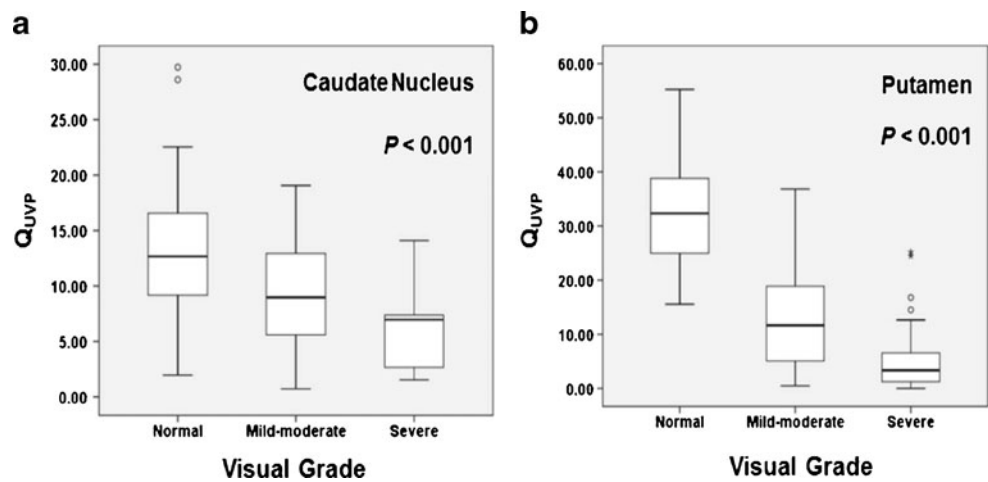 a
30.00
25.00
20.00
15.00
10.00
5.00
0.00
QUVP
Caudate Nucleus
P < 0.001
Normal Mild-moderate Severe
Visual Grade
b
60.00
50.00
40.00
30.00
20.00
10.00
0.00
QUVP
Putamen
P < 0.001
Normal Mild-moderate Severe
Visual Grade